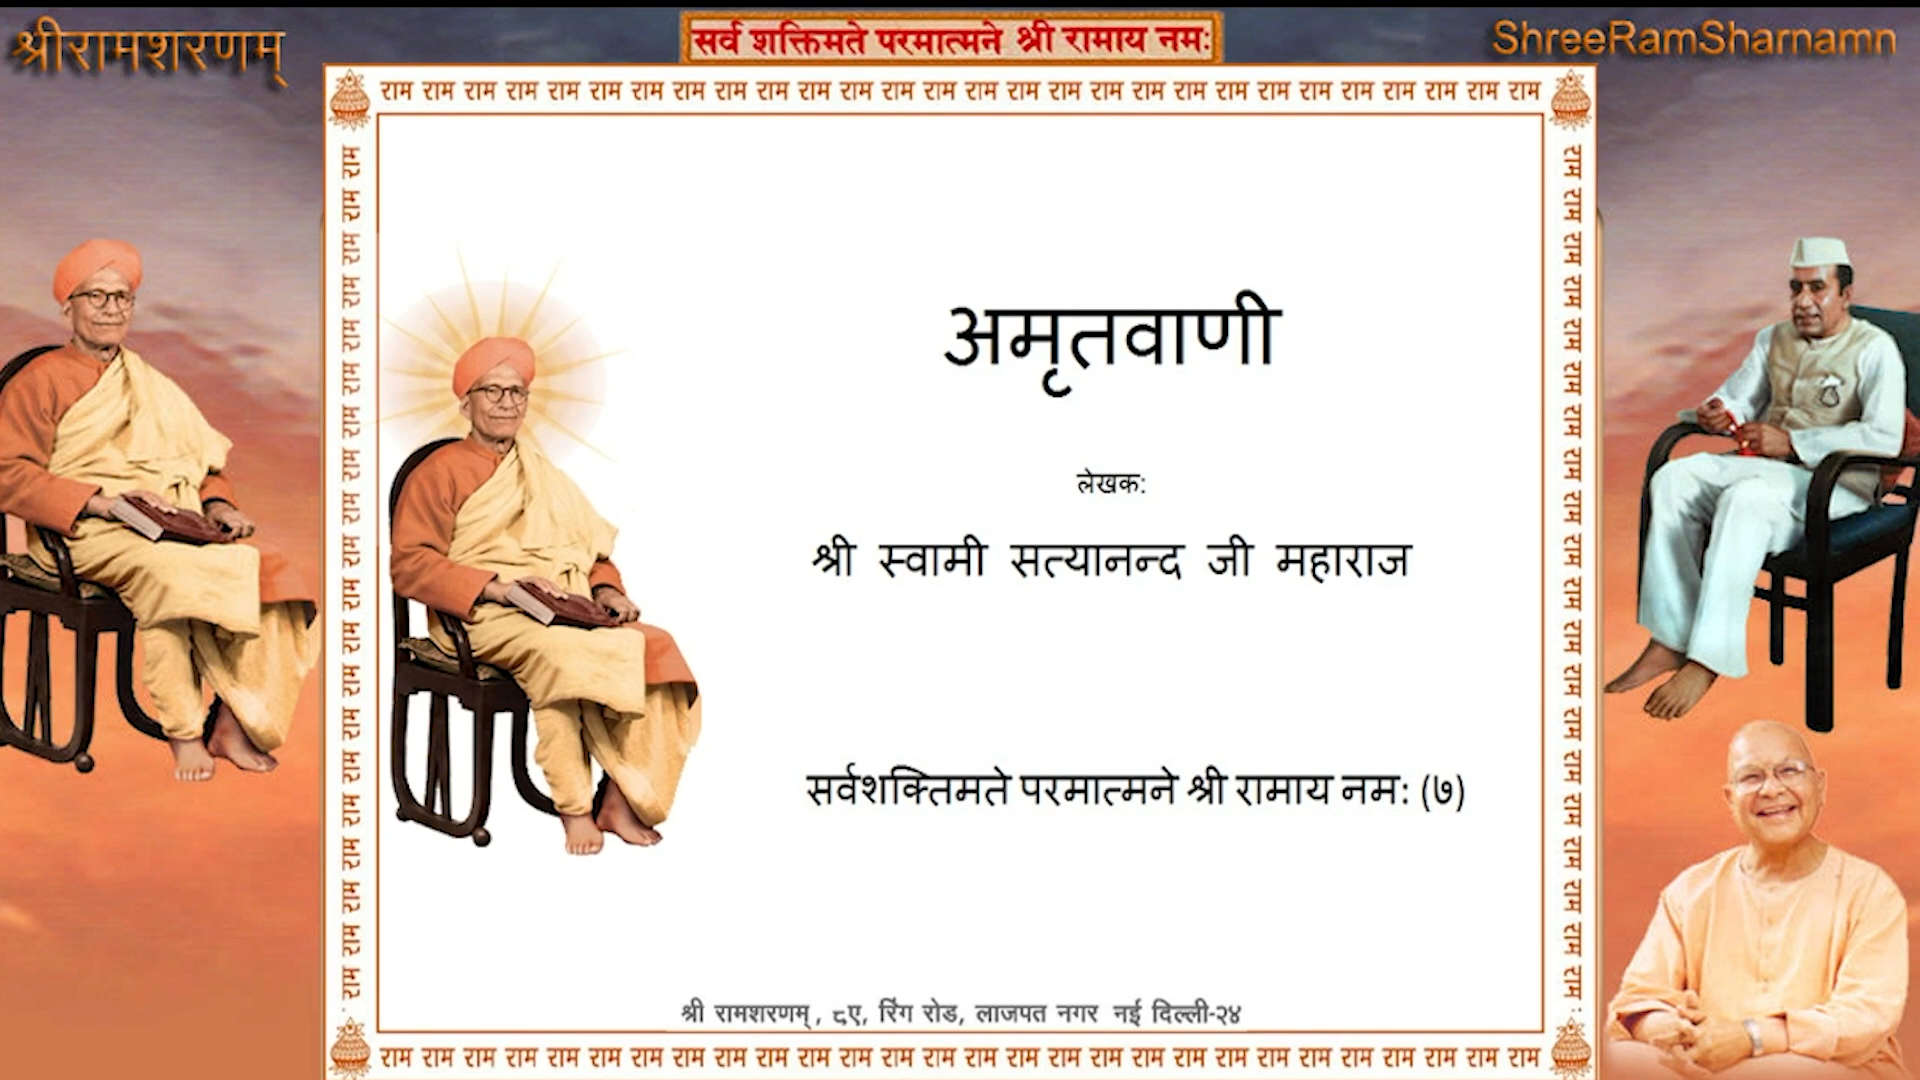 श्रीरामशरणम्
सर्व शक्तिमते परमात्मने श्री रामाय नमः
ShreeRamSharnamn
राम राम राम राम राम राम राम राम राम राम राम राम राम राम राम राम राम राम राम राम राम राम राम राम राम राम राम राम
राम राम राम राम राम राम राम राम राम राम राम राम राम राम राम राम राम राम राम राम
अमृतवाणी
लेखक:
श्री स्वामी सत्यानन्द जी महाराज
सर्वशक्तिमते परमात्मने श्री रामाय नमः (७)
श्री रामशरणम् , ८ए, रिंग रोड, लाजपत नगर नई दिल्ली-२४
राम राम राम राम राम राम राम राम राम राम राम राम राम राम राम राम राम राम राम राम
राम राम राम राम राम राम राम राम राम राम राम राम राम राम राम राम राम राम राम राम राम राम राम राम राम राम राम राम